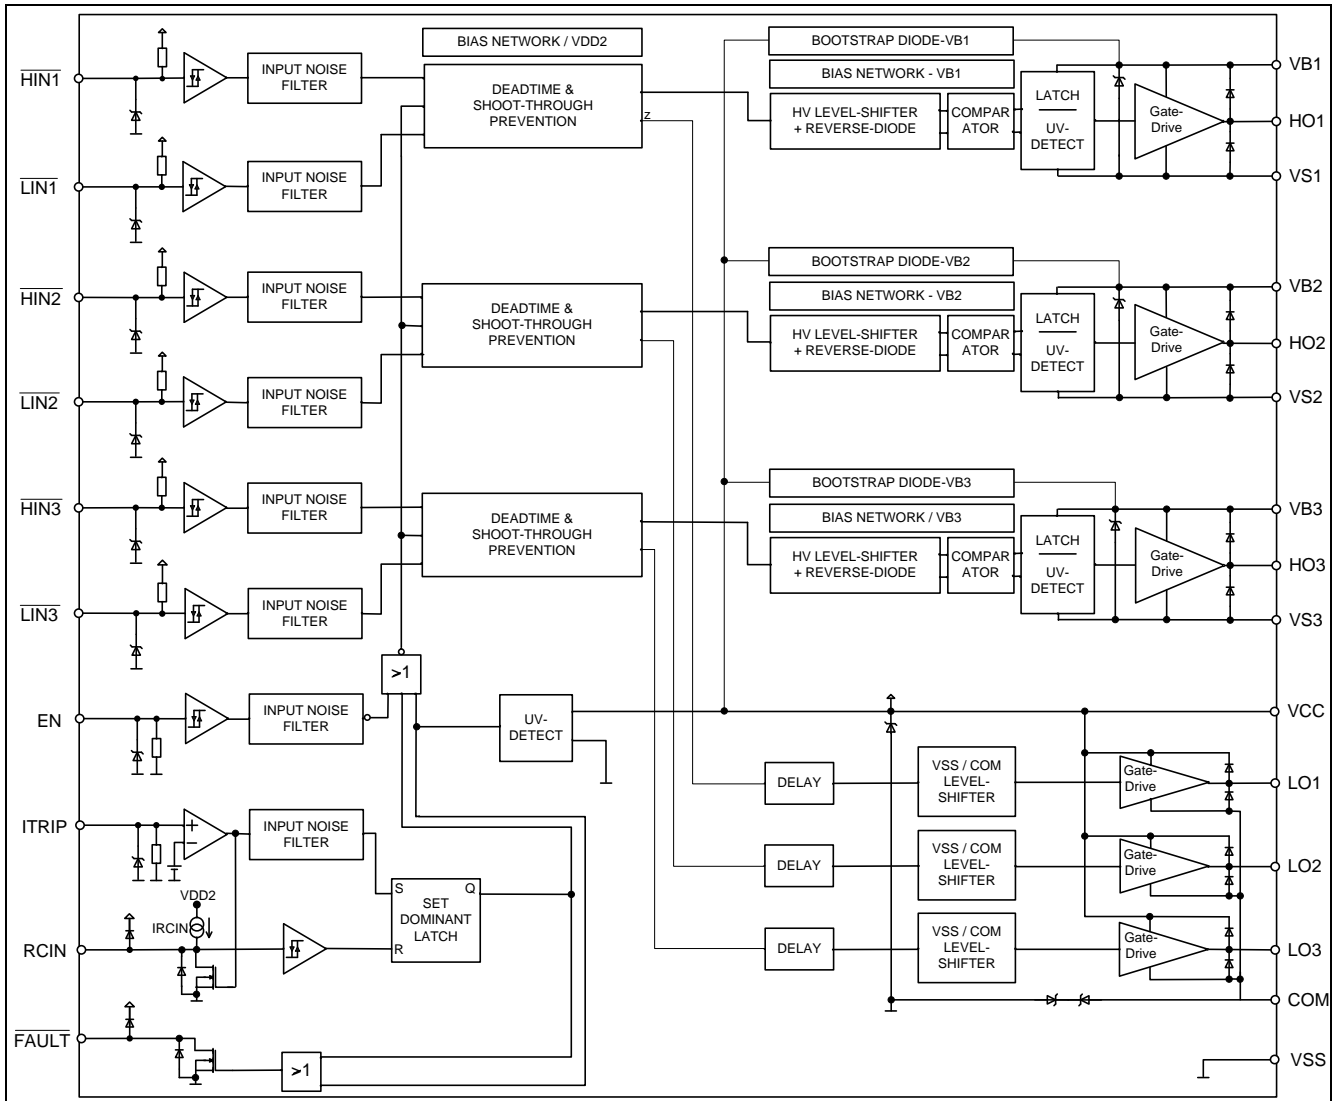 BIAS NETWORK / VDD2
BOOTSTRAP DIODE-VB1
HIN1
INPUT NOISE
FILTER
DEADTIME &
SHOOT-THROUGH
PREVENTION
Z
BIAS NETWORK - VB1
HV LEVEL-SHIFTER
+ REVERSE-DIODE
COMPAR
ATOR
LATCH
UV-
DETECT
Gate-
Drive
VB1
HO1
VS1
LIN1
INPUT NOISE
FILTER
BOOTSTRAP DIODE-VB2
HIN2
INPUT NOISE
FILTER
DEADTIME &
SHOOT-THROUGH
PREVENTION
BIAS NETWORK - VB2
HV LEVEL-SHIFTER
+ REVERSE-DIODE
COMPAR
ATOR
LATCH
UV-
DETECT
Gate-
Drive
VB2
HO2
VS2
LIN2
INPUT NOISE
FILTER
BOOTSTRAP DIODE-VB3
HIN3
INPUT NOISE
FILTER
DEADTIME &
SHOOT-THROUGH
PREVENTION
BIAS NETWORK / VB3
HV LEVEL-SHIFTER
+ REVERSE-DIODE
COMPAR
ATOR
LATCH
UV-
DETECT
Gate-
Drive
VB3
HO3
VS3
LIN3
INPUT NOISE
FILTER
>1
EN
INPUT NOISE
FILTER
UV-
DETECT
VCC
DELAY
VSS / COM
LEVEL-
SHIFTER
Gate-
Drive
LO1
ITRIP
+
−
INPUT NOISE
FILTER
DELAY
VSS / COM
LEVEL-
SHIFTER
Gate-
Drive
LO2
VDD2
IRCIN
RCIN
S
Q
SET
DOMINANT
LATCH
R
DELAY
VSS / COM
LEVEL-
SHIFTER
Gate-
Drive
LO3
COM
FAULT
>1
VSS